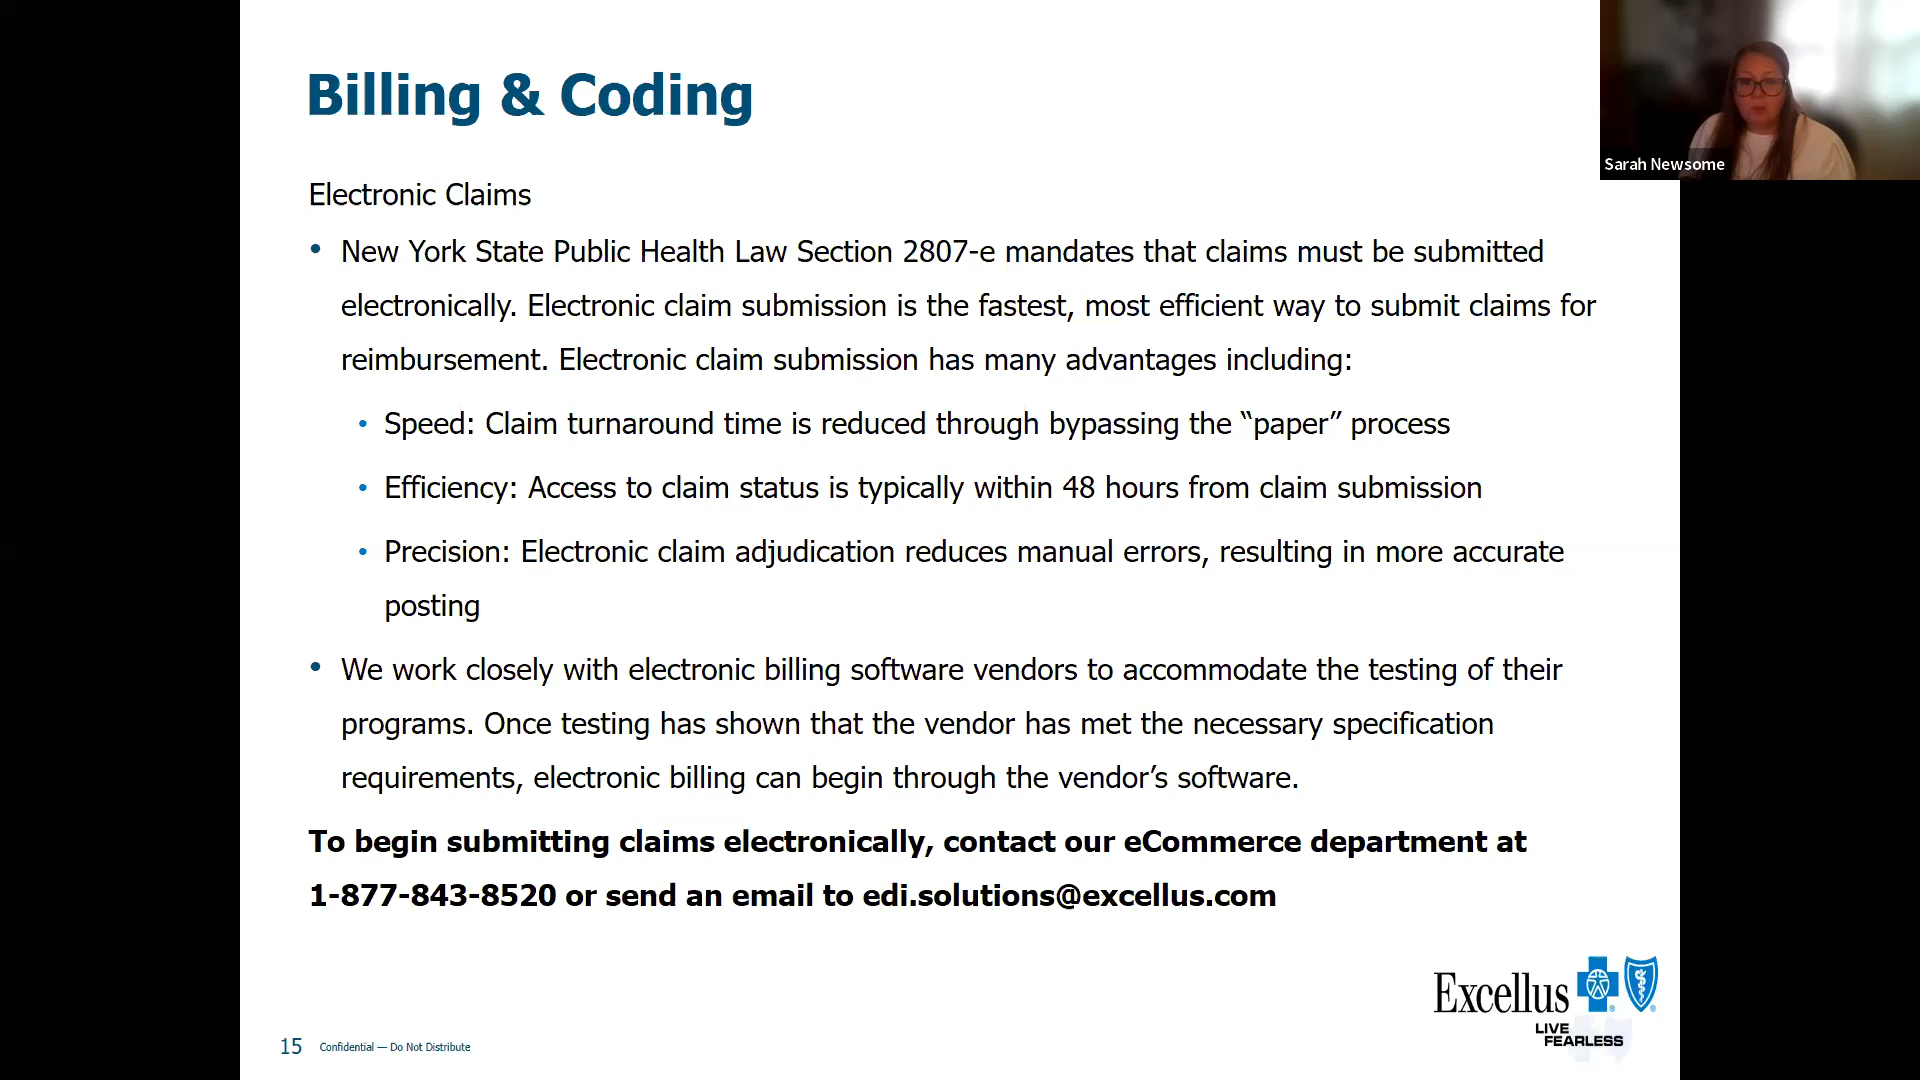 Billing & Coding
Sarah Newsome
Electronic Claims
• New York State Public Health Law Section 2807-e mandates that claims must be submitted
electronically. Electronic claim submission is the fastest, most efficient way to submit claims for
reimbursement. Electronic claim submission has many advantages including:
• Speed: Claim turnaround time is reduced through bypassing the “paper” process
• Efficiency: Access to claim status is typically within 48 hours from claim submission
• Precision: Electronic claim adjudication reduces manual errors, resulting in more accurate
posting
• We work closely with electronic billing software vendors to accommodate the testing of their
programs. Once testing has shown that the vendor has met the necessary specification
requirements, electronic billing can begin through the vendor’s software.
To begin submitting claims electronically, contact our eCommerce department at
1-877-843-8520 or send an email to edi.solutions@excellus.com
Excellus
LIVE
FEARLESS
15 Confidential — Do Not Distribute